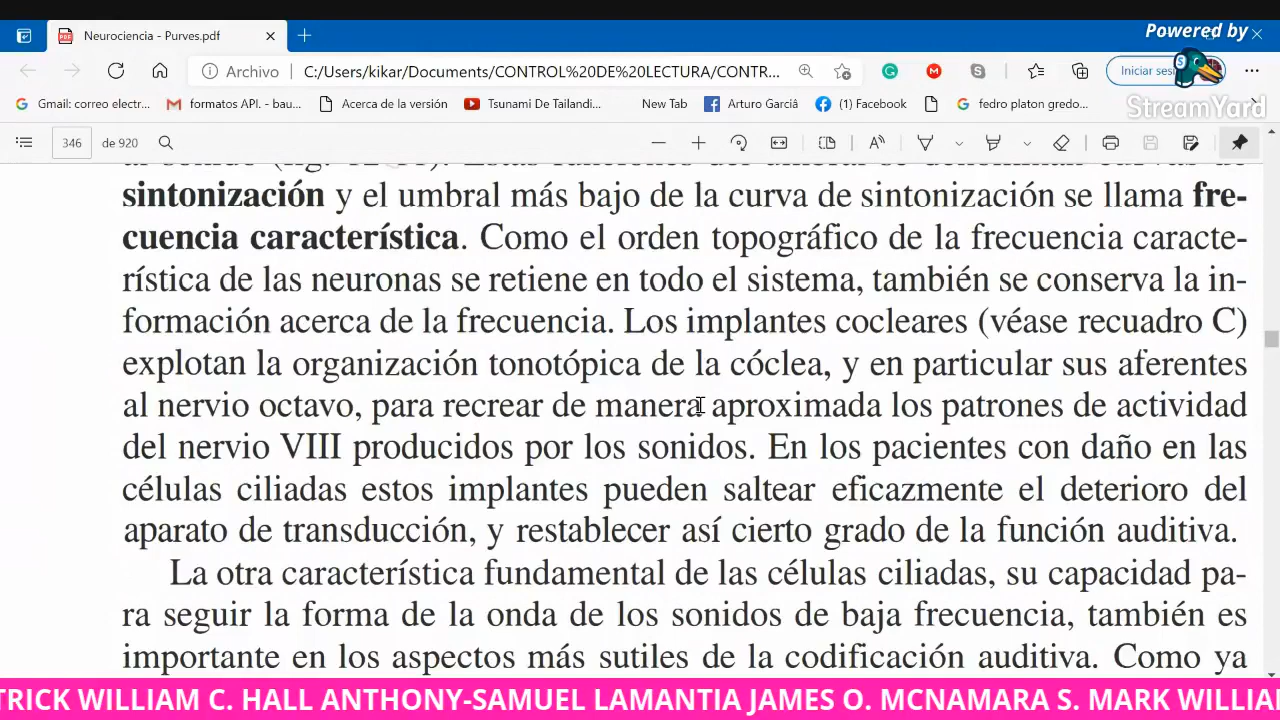 Neurociencia - Purves.pdf
Powered by
StreamYard
Archivo
C:/Users/kikar/Documents/CONTROL%20DE%20LECTURA/CONTR...
Gmail: correo electr...
formatos API. - bau...
Acerca de la versión
Tsunami De Tailandi...
New Tab
Arturo Garciâ
(1) Facebook
fedro platon gredo...
346 de 920
sintonización y el umbral más bajo de la curva de sintonización se llama fre-
cuencia característica. Como el orden topográfico de la frecuencia caracte-
rística de las neuronas se retiene en todo el sistema, también se conserva la in-
formación acerca de la frecuencia. Los implantes cocleares (véase recuadro C)
explotan la organización tonotópica de la cóclea, y en particular sus aferentes
al nervio octavo, para recrear de manera aproximada los patrones de actividad
del nervio VIII producidos por los sonidos. En los pacientes con daño en las
células ciliadas estos implantes pueden saltear eficazmente el deterioro del
aparato de transducción, y restablecer así cierto grado de la función auditiva.
La otra característica fundamental de las células ciliadas, su capacidad pa-
ra seguir la forma de la onda de los sonidos de baja frecuencia, también es
importante en los aspectos más sutiles de la codificación auditiva. Como ya
TRICK WILLIAM C. HALL ANTHONY-SAMUEL LAMANTIA JAMES O. MCNAMARA S. MARK WILLIA